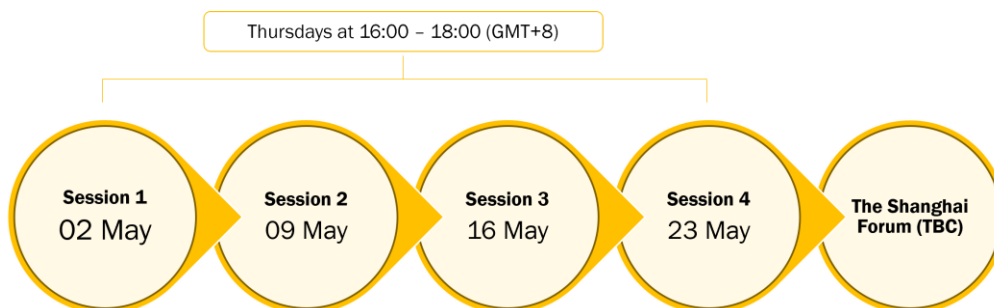 Thursdays at 16:00 – 18:00 (GMT+8)
Session 1
02 May
Session 2
09 May
Session 3
16 May
Session 4
23 May
The Shanghai
Forum (TBC)